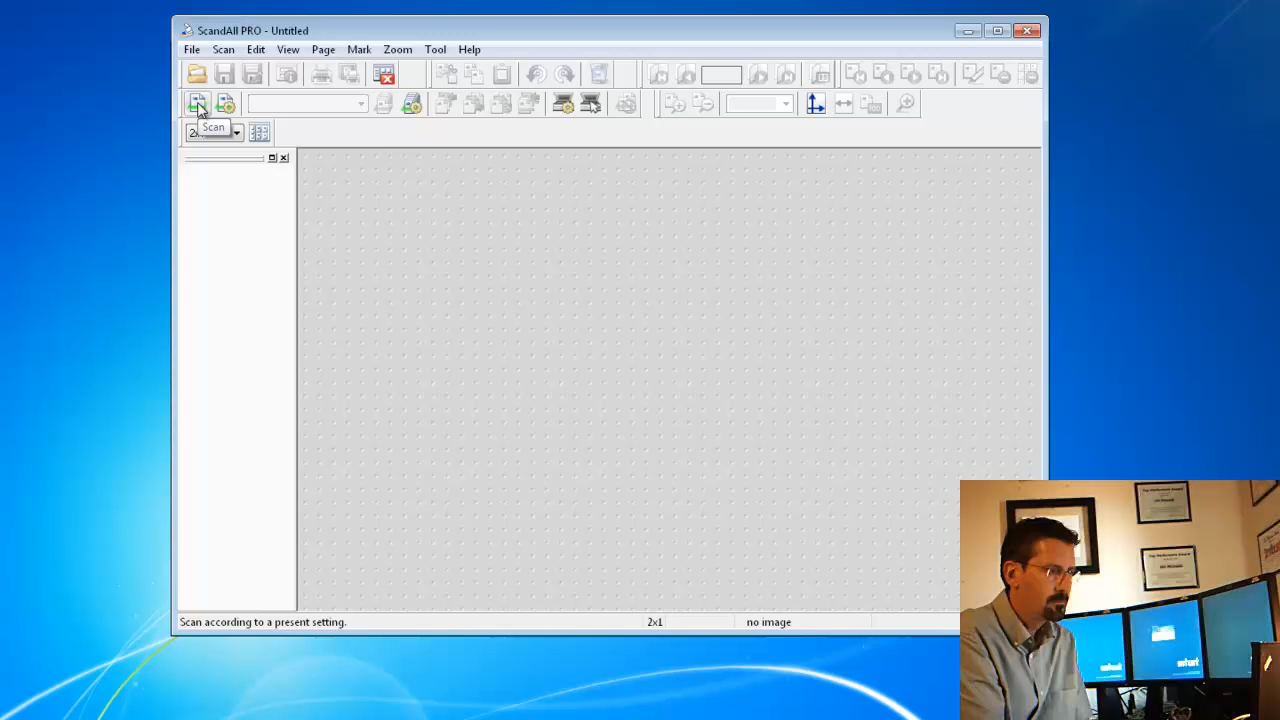 ScandAll PRO - Untitled
File Scan Edit View Page Mark Zoom Tool Help
Scan
Scan according to a present setting.
2x1
no image